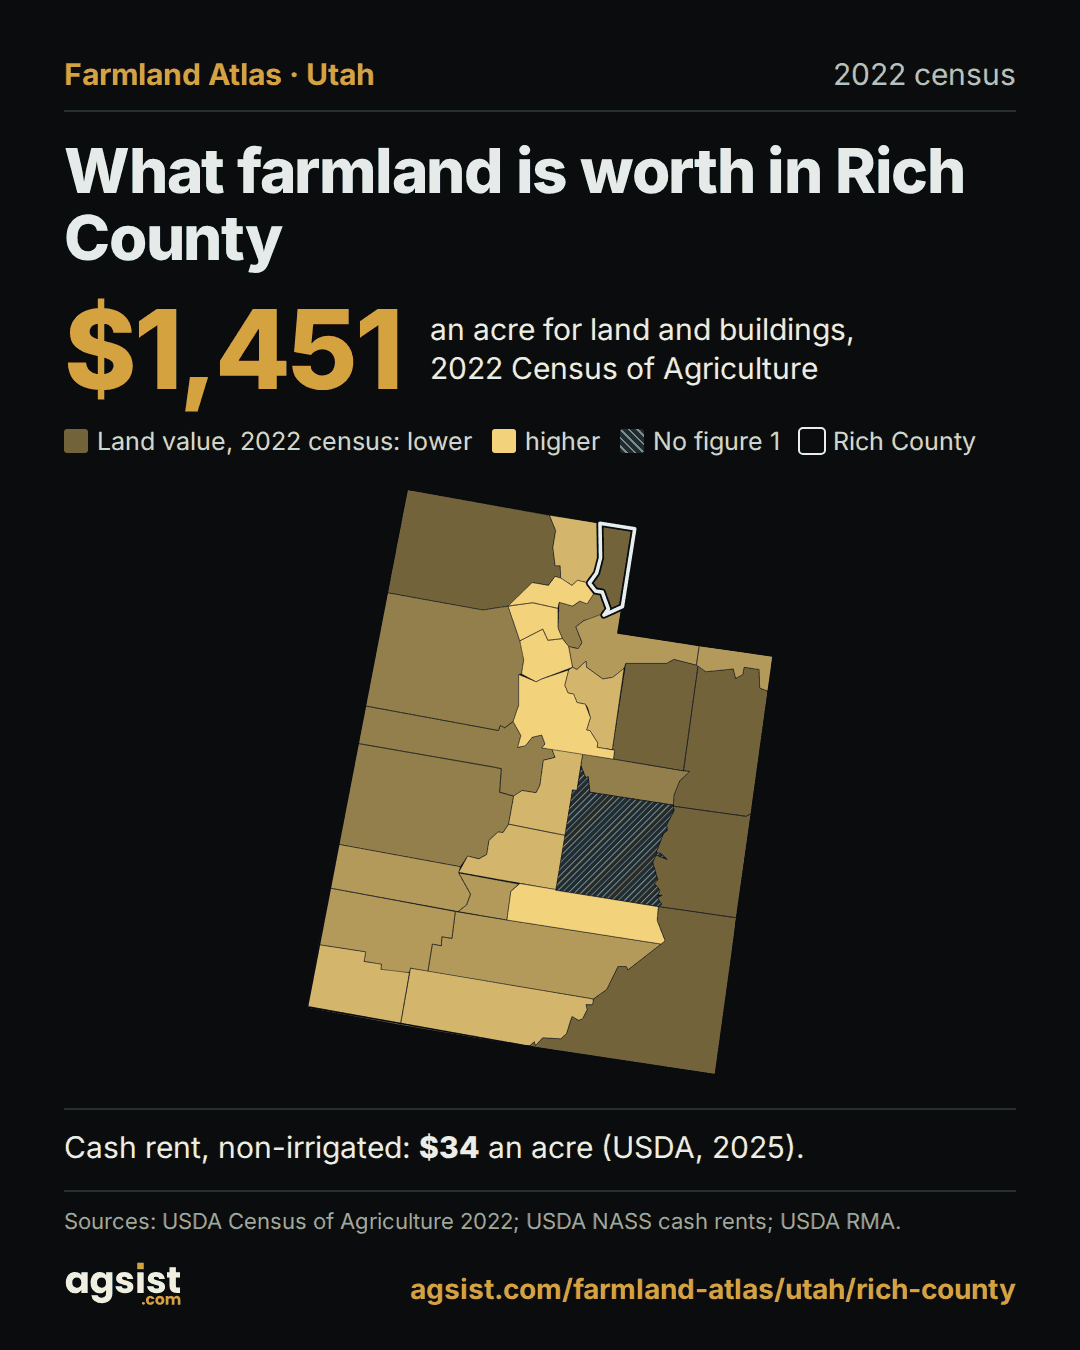 Farmland Atlas · Utah
2022 census
What farmland is worth in Rich
County
$1,451
an acre for land and buildings,
2022 Census of Agriculture
Land value, 2022 census: lower
higher
No figure 1
Rich County
Cash rent, non-irrigated: $34 an acre (USDA, 2025).
Sources: USDA Census of Agriculture 2022; USDA NASS cash rents; USDA RMA.
agsist
.com
agsist.com/farmland-atlas/utah/rich-county